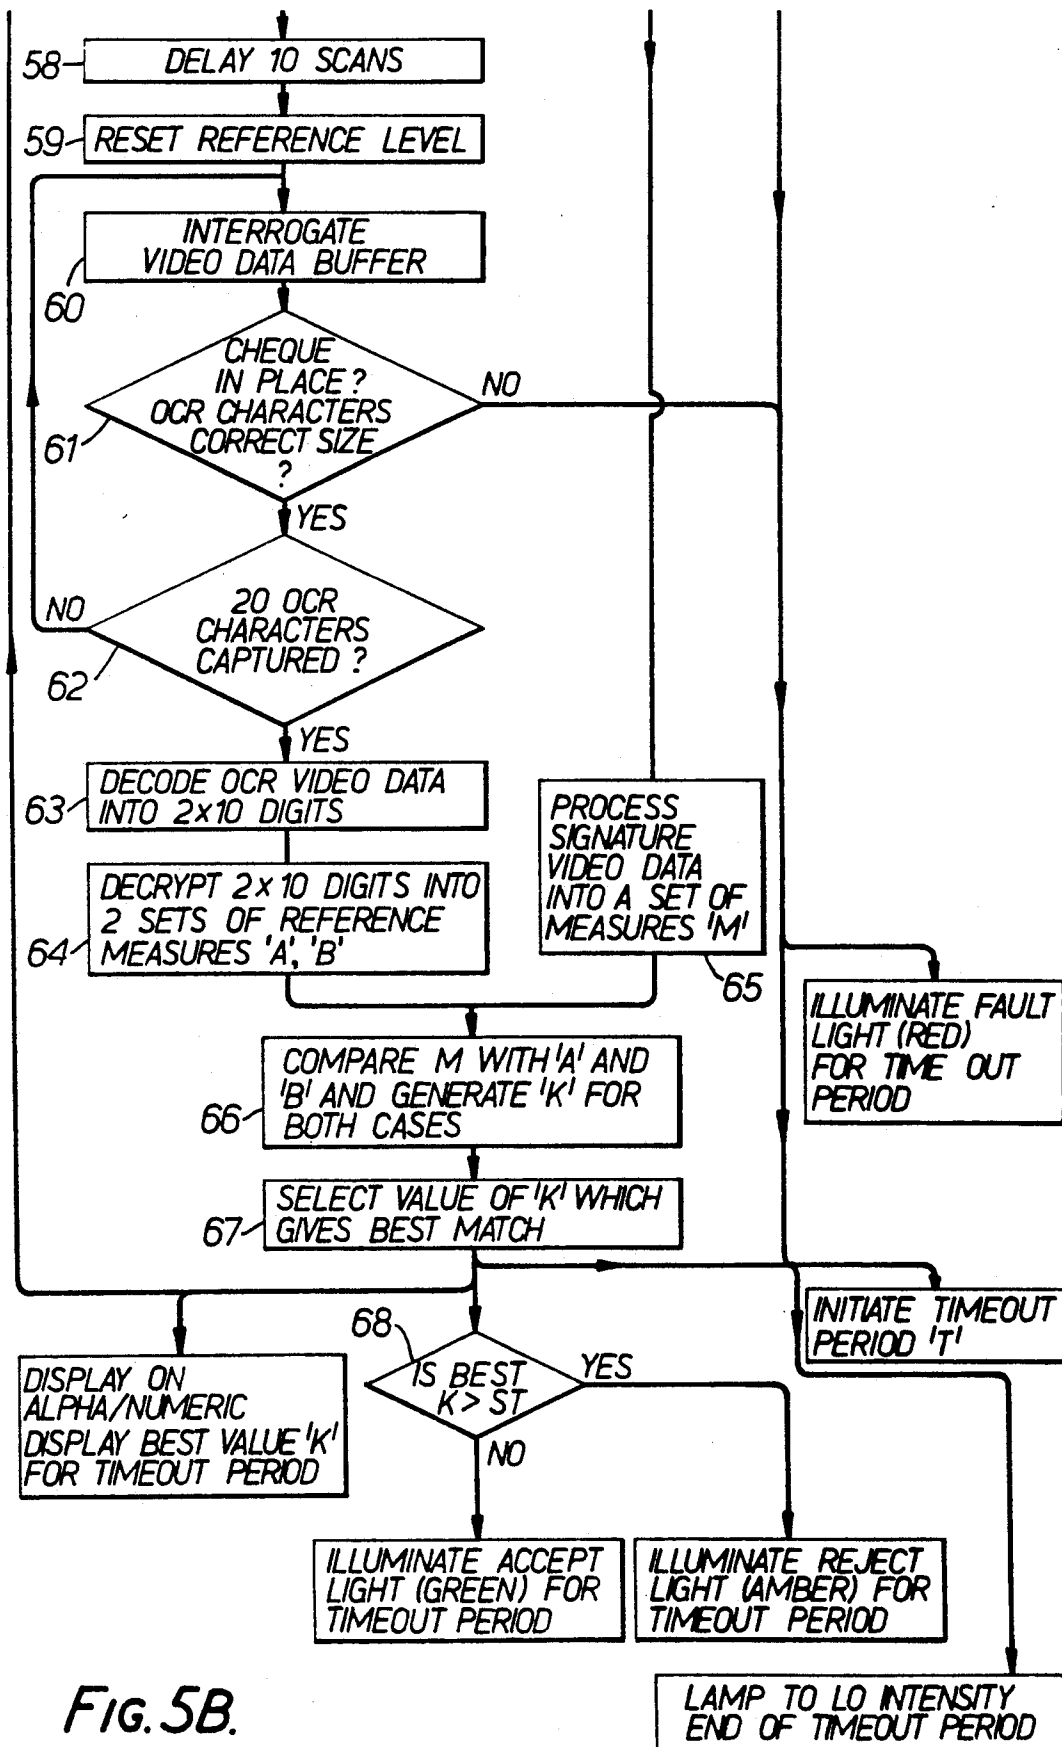 58
DELAY 10 SCANS
59
RESET REFERENCE LEVEL
60
INTERROGATE
VIDEO DATA BUFFER
61
CHEQUE
IN PLACE ?
OCR CHARACTERS
CORRECT SIZE
?
NO
YES
62
20 OCR
CHARACTERS
CAPTURED ?
NO
YES
63
DECODE OCR VIDEO DATA
INTO 2×10 DIGITS
64
DECRYPT 2×10 DIGITS INTO
2 SETS OF REFERENCE
MEASURES 'A', 'B'
PROCESS
SIGNATURE
VIDEO DATA
INTO A SET OF
MEASURES 'M'
65
ILLUMINATE FAULT
LIGHT (RED)
FOR TIME OUT
PERIOD
66
COMPARE M WITH 'A' AND
'B' AND GENERATE 'K' FOR
BOTH CASES
67
SELECT VALUE OF 'K' WHICH
GIVES BEST MATCH
INITIATE TIMEOUT
PERIOD 'T'
68
IS BEST
K > ST
YES
NO
DISPLAY ON
ALPHA/NUMERIC
DISPLAY BEST VALUE 'K'
FOR TIMEOUT PERIOD
ILLUMINATE ACCEPT
LIGHT (GREEN) FOR
TIMEOUT PERIOD
ILLUMINATE REJECT
LIGHT (AMBER) FOR
TIMEOUT PERIOD
LAMP TO LO INTENSITY
END OF TIMEOUT PERIOD
FIG. 5B.